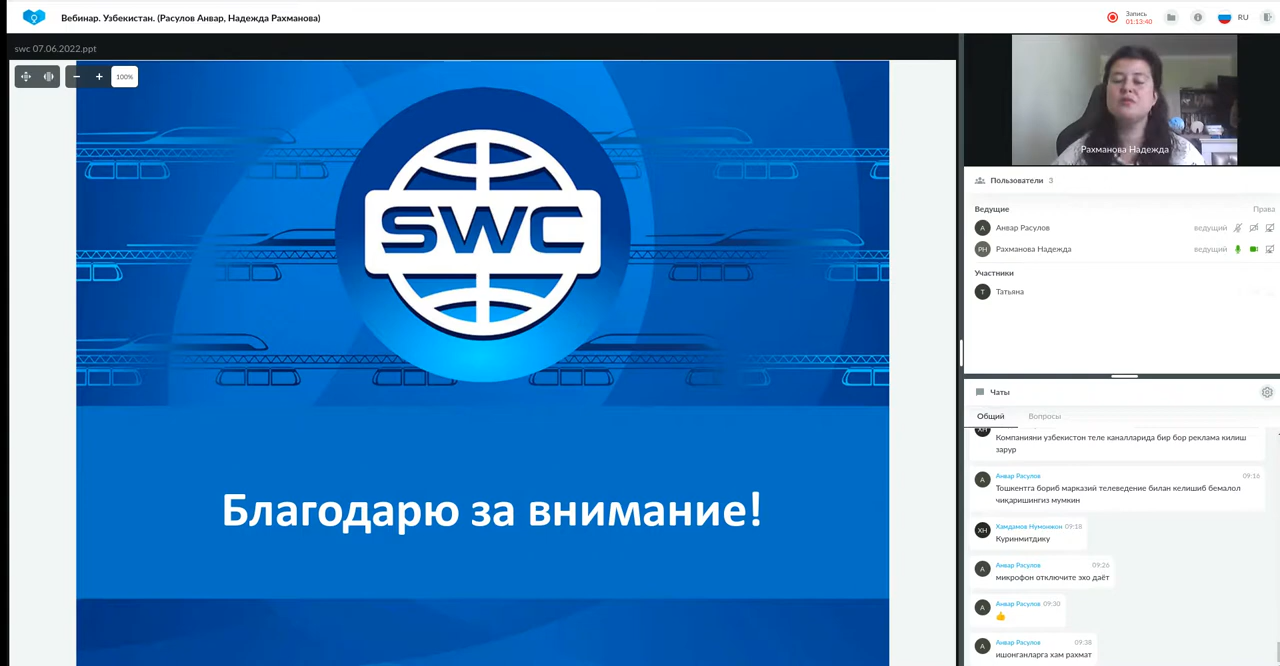 Вебинар. Узбекистан. (Расулов Анвар, Надежда Рахманова)
Запись
01:13:40
RU
swc 07.06.2022.ppt
100%
SWC
Благодарю за внимание!
Рахманова Надежда
Пользователи 3
Ведущие
Права
А
Анвар Расулов
ведущий
РН
Рахманова Надежда
ведущий
Участники
Т
Татьяна
Чаты
Общий
Вопросы
ХН
Компанияни узбекистон теле каналларида бир бор реклама килиш
зарур
А
Анвар Расулов
09:16
Тошкентга бориб марказий телеведение билан келишиб бемалол
чиқаришингиз мумкин
ХН
Хамдамов Нумонжон 09:18
Куринмитдику
А
Анвар Расулов
09:26
микрофон отключите эхо даёт
А
Анвар Расулов 09:30
👍
А
Анвар Расулов
09:38
ишонганларга хам рахмат